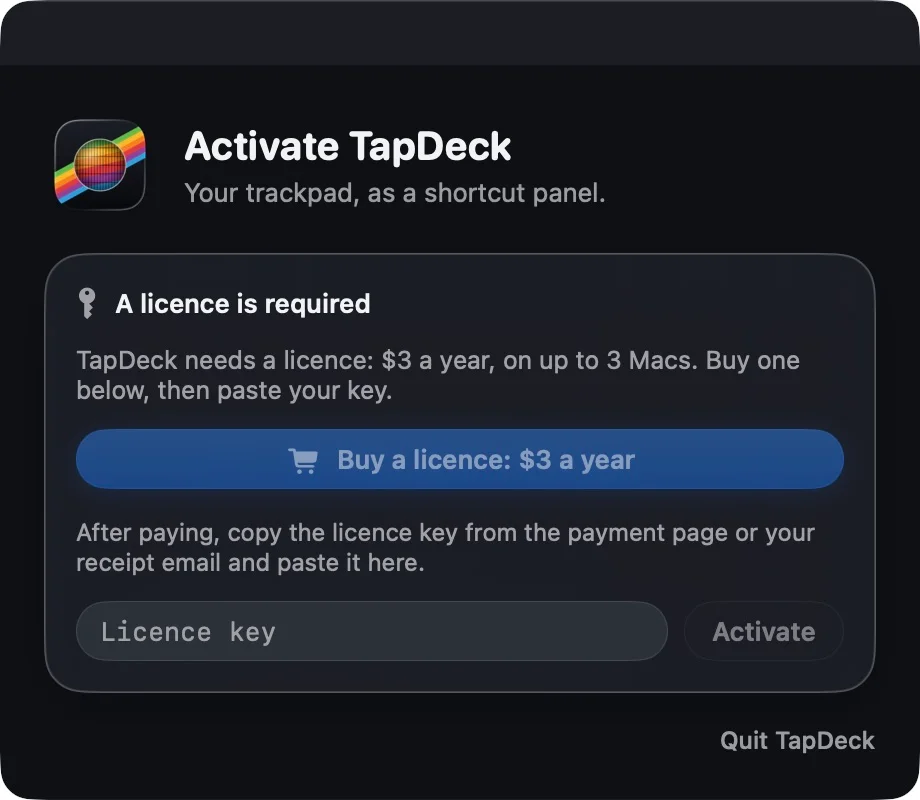 Activate TapDeck
Your trackpad, as a shortcut panel.
A licence is required
TapDeck needs a licence: $3 a year, on up to 3 Macs. Buy one
below, then paste your key.
Buy a licence: $3 a year
After paying, copy the licence key from the payment page or your
receipt email and paste it here.
Licence key
Activate
Quit TapDeck